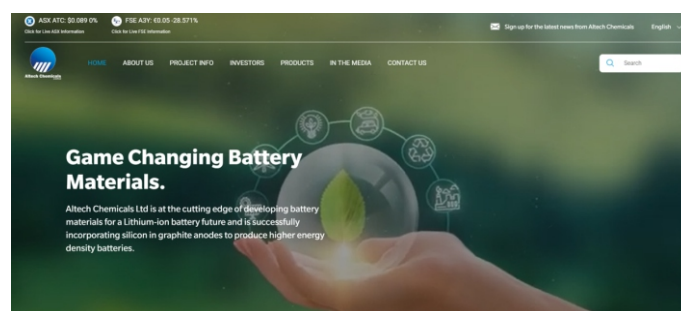 ASX ATC: $0.089 0%
FSE A3Y: €0.05 -28.571%
Click for Live ASX Information
Click for Live FSE Information
Sign up for the latest news from Altech Chemicals
English
Altech Chemicals
HOME
ABOUT US
PROJECT INFO
INVESTORS
PRODUCTS
IN THE MEDIA
CONTACT US
Search
Game Changing Battery
Materials.
Altech Chemicals Ltd is at the cutting edge of developing battery
materials for a Lithium-ion battery future and is successfully
incorporating silicon in graphite anodes to produce higher energy
density batteries.